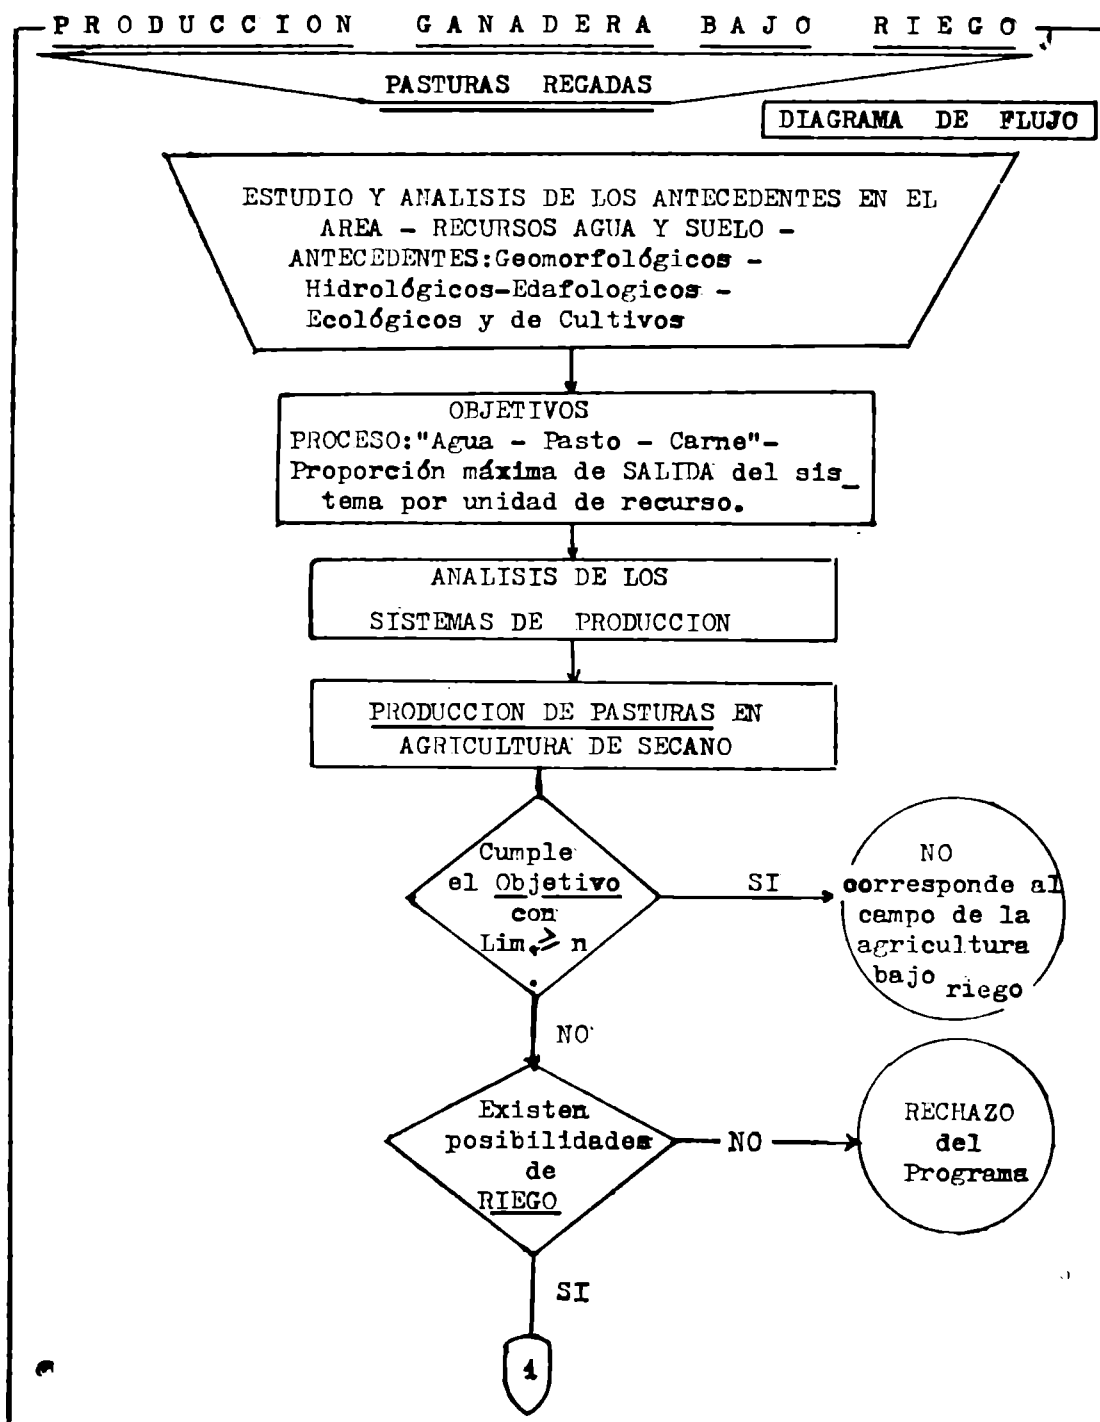 PRODUCCION GANADERA BAJO RIEGO
PASTURAS REGADAS
DIAGRAMA DE FLUJO
ESTUDIO Y ANALISIS DE LOS ANTECEDENTES EN EL
AREA - RECURSOS AGUA Y SUELO -
ANTECEDENTES:Geomorfológicos -
Hidrológicos-Edafologicos -
Ecológicos y de Cultivos
OBJETIVOS
PROCESO:"Agua - Pasto - Carne"-
Proporción máxima de SALIDA del sis_
tema por unidad de recurso.
ANALISIS DE LOS
SISTEMAS DE PRODUCCION
PRODUCCION DE PASTURAS EN
AGRICULTURA DE SECANO
Cumple
el Objetivo
con
Lim. ≥ n
SI
NO
corresponde al
campo de la
agricultura
bajo riego
NO
Existen
posibilidades
de
RIEGO
NO
RECHAZO
del
Programa
SI
1